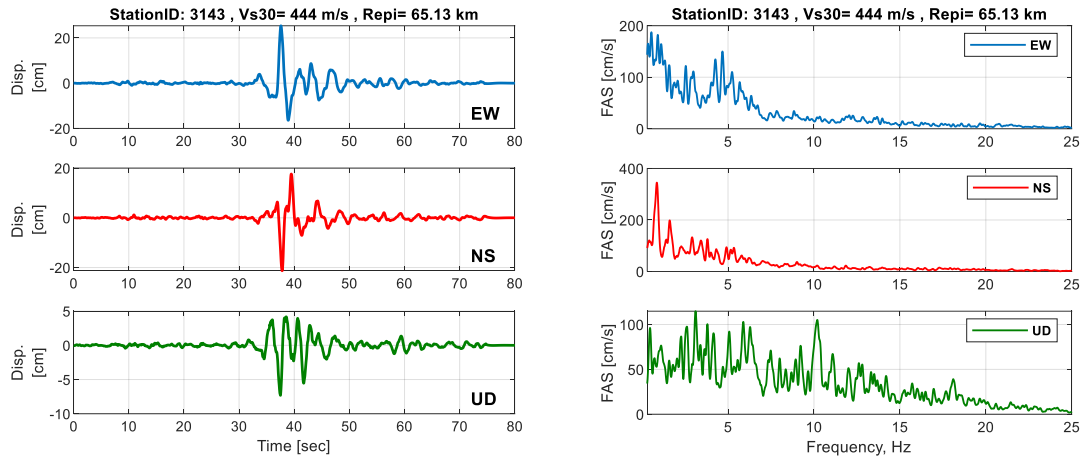 StationID: 3143 , Vs30= 444 m/s , Repi= 65.13 km
20
0
-20
Disp.
[cm]
EW
0 10 20 30 40 50 60 70 80
20
0
-20
Disp.
[cm]
NS
0 10 20 30 40 50 60 70 80
5
0
-5
-10
Disp.
[cm]
UD
0 10 20 30 40 50 60 70 80
Time [sec]
StationID: 3143 , Vs30= 444 m/s , Repi= 65.13 km
200
100
0
FAS [cm/s]
EW
5 10 15 20 25
400
200
0
FAS [cm/s]
NS
5 10 15 20 25
100
50
0
FAS [cm/s]
UD
5 10 15 20 25
Frequency, Hz